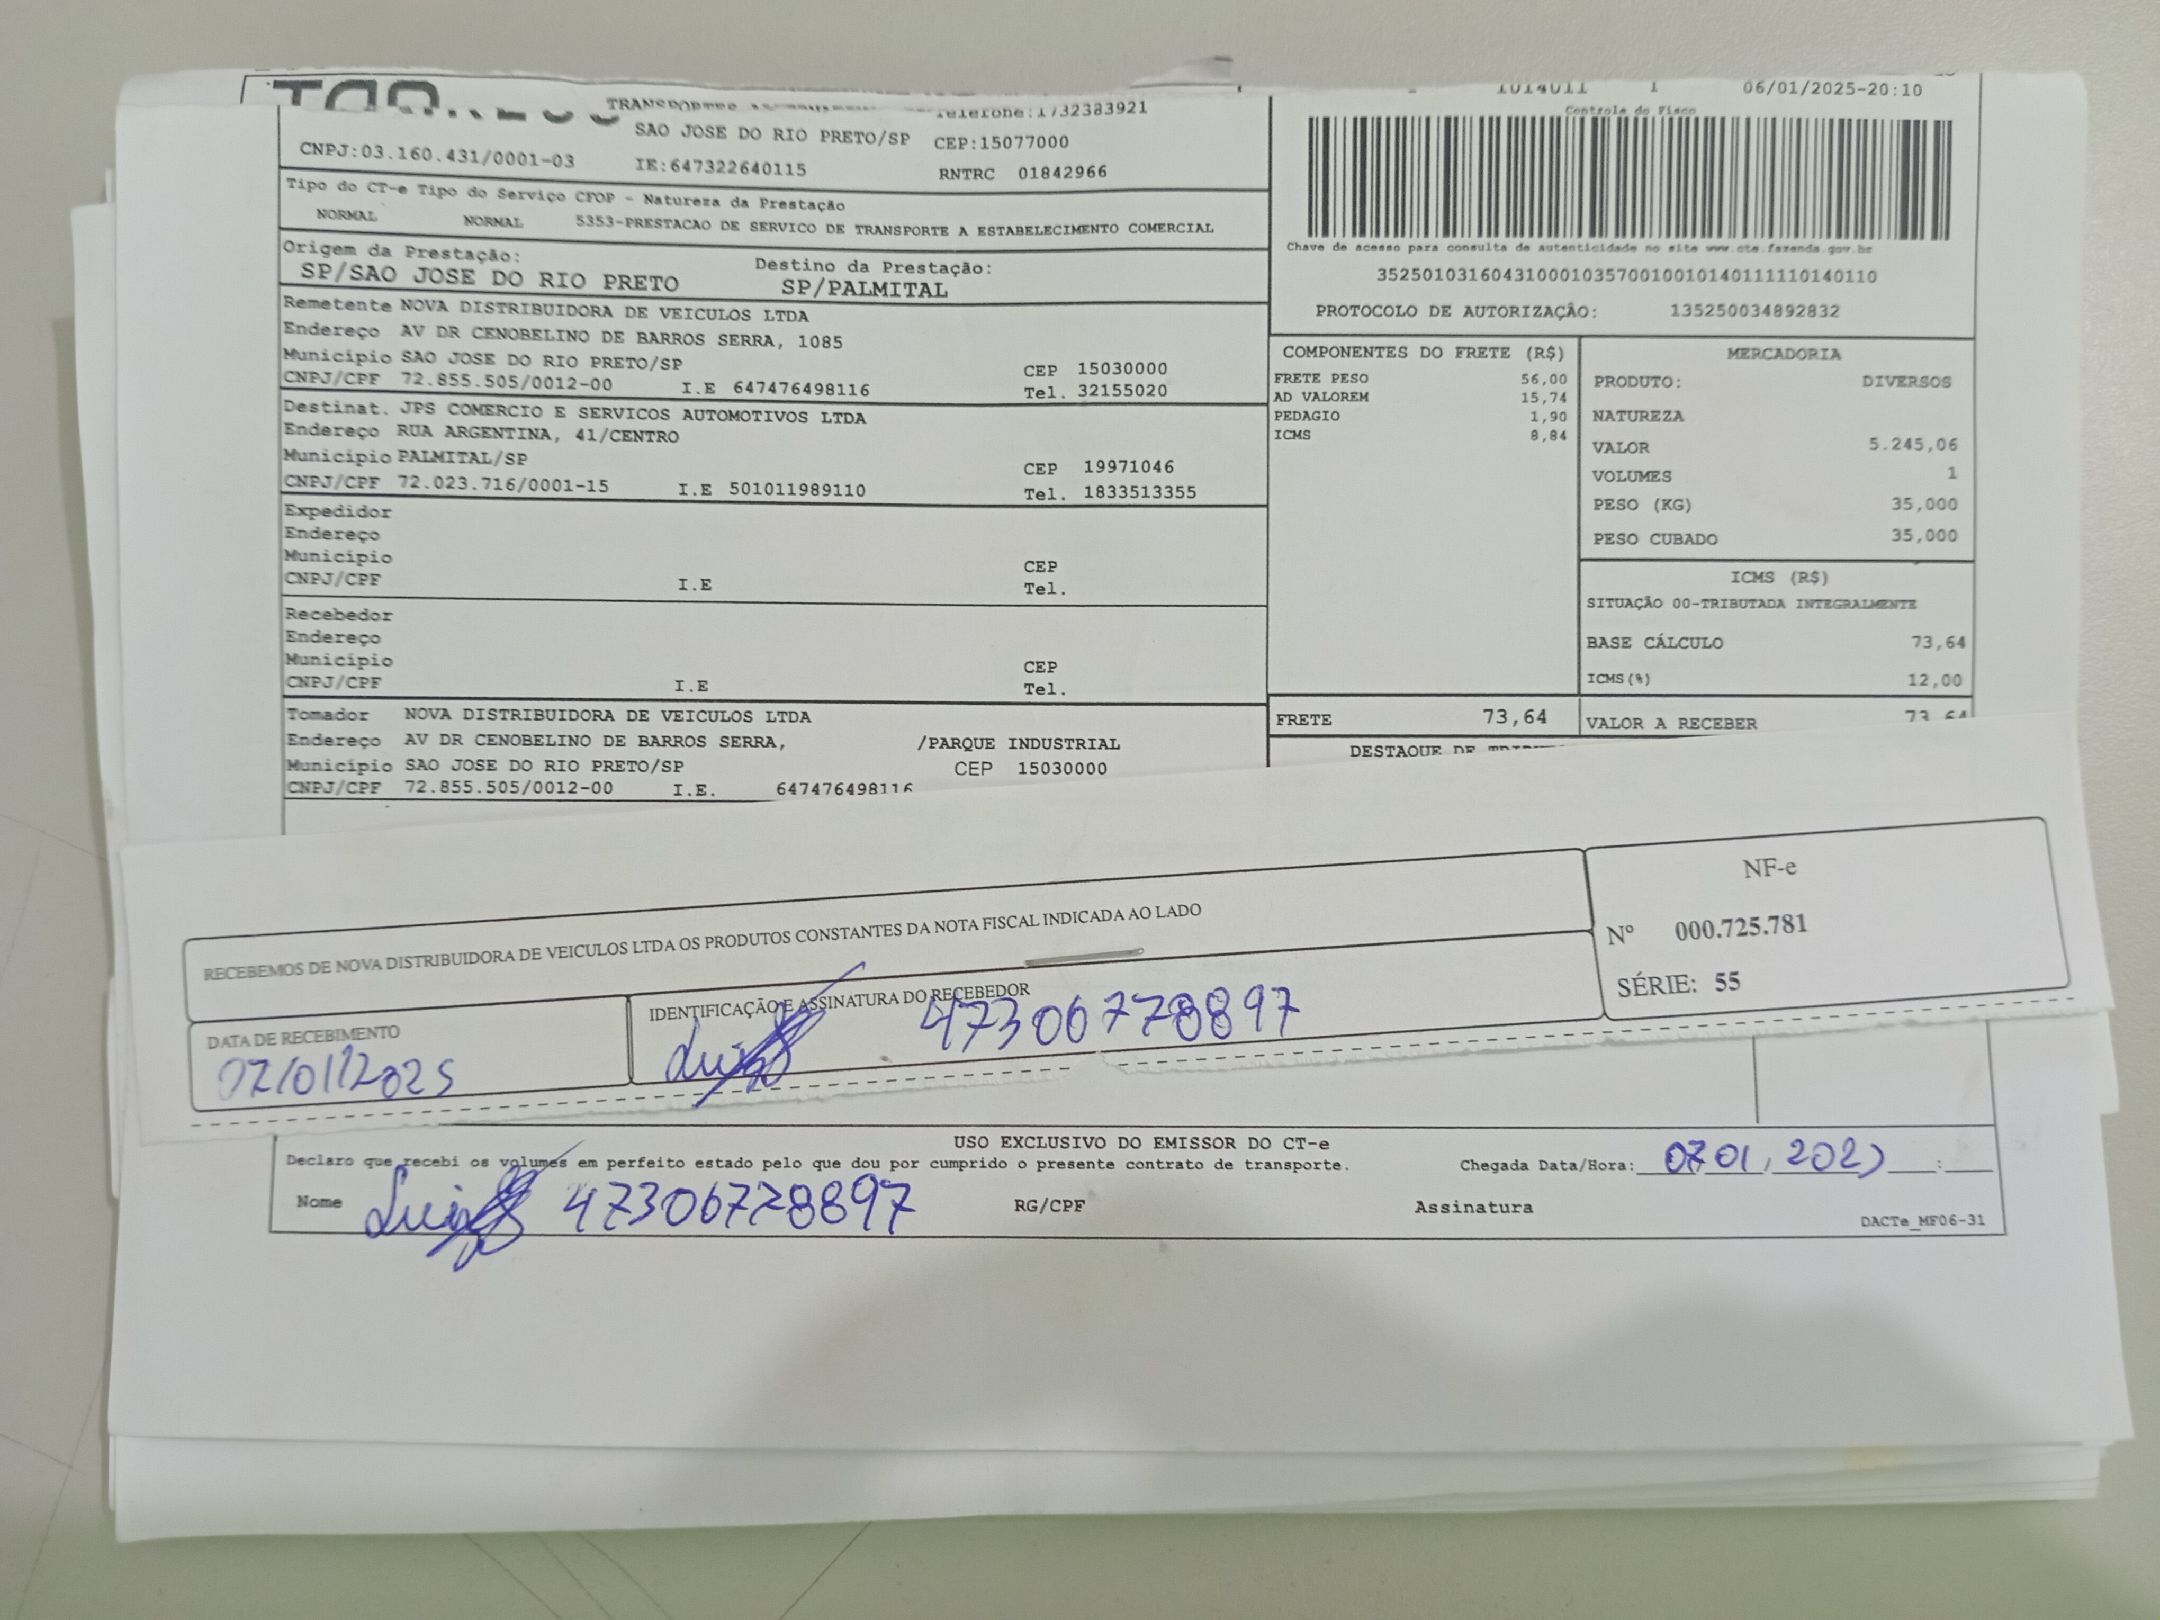 TRANSPORTES
Telefone:1732383921
SAO JOSE DO RIO PRETO/SP CEP:15077000
CNPJ:03.160.431/0001-03 IE:647322640115 RNTRC 01842966
Tipo do CT-e Tipo do Serviço CFOP - Natureza da Prestação
NORMAL NORMAL 5353-PRESTACAO DE SERVICO DE TRANSPORTE A ESTABELECIMENTO COMERCIAL
Origem da Prestação: Destino da Prestação:
SP/SAO JOSE DO RIO PRETO SP/PALMITAL
Remetente NOVA DISTRIBUIDORA DE VEICULOS LTDA
Endereço AV DR CENOBELINO DE BARROS SERRA, 1085
Município SAO JOSE DO RIO PRETO/SP CEP 15030000
CNPJ/CPF 72.855.505/0012-00 I.E 647476498116 Tel. 32155020
Destinat. JPS COMERCIO E SERVICOS AUTOMOTIVOS LTDA
Endereço RUA ARGENTINA, 41/CENTRO
Município PALMITAL/SP CEP 19971046
CNPJ/CPF 72.023.716/0001-15 I.E 501011989110 Tel. 1833513355
Expedidor
Endereço
Município CEP
CNPJ/CPF I.E Tel.
Recebedor
Endereço
Município CEP
CNPJ/CPF I.E Tel.
Tomador NOVA DISTRIBUIDORA DE VEICULOS LTDA
Endereço AV DR CENOBELINO DE BARROS SERRA, /PARQUE INDUSTRIAL
Município SAO JOSE DO RIO PRETO/SP CEP 15030000
CNPJ/CPF 72.855.505/0012-00 I.E. 647476498116
1014011 1 06/01/2025-20:10
Controle do Fisco
Chave de acesso para consulta de autenticidade no site www.cte.fazenda.gov.br
35250103160431000103570010010140111110140110
PROTOCOLO DE AUTORIZAÇÃO: 135250034892832
COMPONENTES DO FRETE (R$)
FRETE PESO 56,00
AD VALOREM 15,74
PEDAGIO 1,90
ICMS 8,84
MERCADORIA
PRODUTO: DIVERSOS
NATUREZA
VALOR 5.245,06
VOLUMES 1
PESO (KG) 35,000
PESO CUBADO 35,000
ICMS (R$)
SITUAÇÃO 00-TRIBUTADA INTEGRALMENTE
BASE CÁLCULO 73,64
ICMS(%) 12,00
FRETE 73,64 VALOR A RECEBER 73,64
DESTAQUE DE
RECEBEMOS DE NOVA DISTRIBUIDORA DE VEICULOS LTDA OS PRODUTOS CONSTANTES DA NOTA FISCAL INDICADA AO LADO
DATA DE RECEBIMENTO
07/01/2025
IDENTIFICAÇÃO E ASSINATURA DO RECEBEDOR
Luiz 47306778897
NF-e
Nº 000.725.781
SÉRIE: 55
USO EXCLUSIVO DO EMISSOR DO CT-e
Declaro que recebi os volumes em perfeito estado pelo que dou por cumprido o presente contrato de transporte. Chegada Data/Hora: 07 01, 2025 :
Nome Luiz 47306778897 RG/CPF Assinatura
DACTe_MF06-31